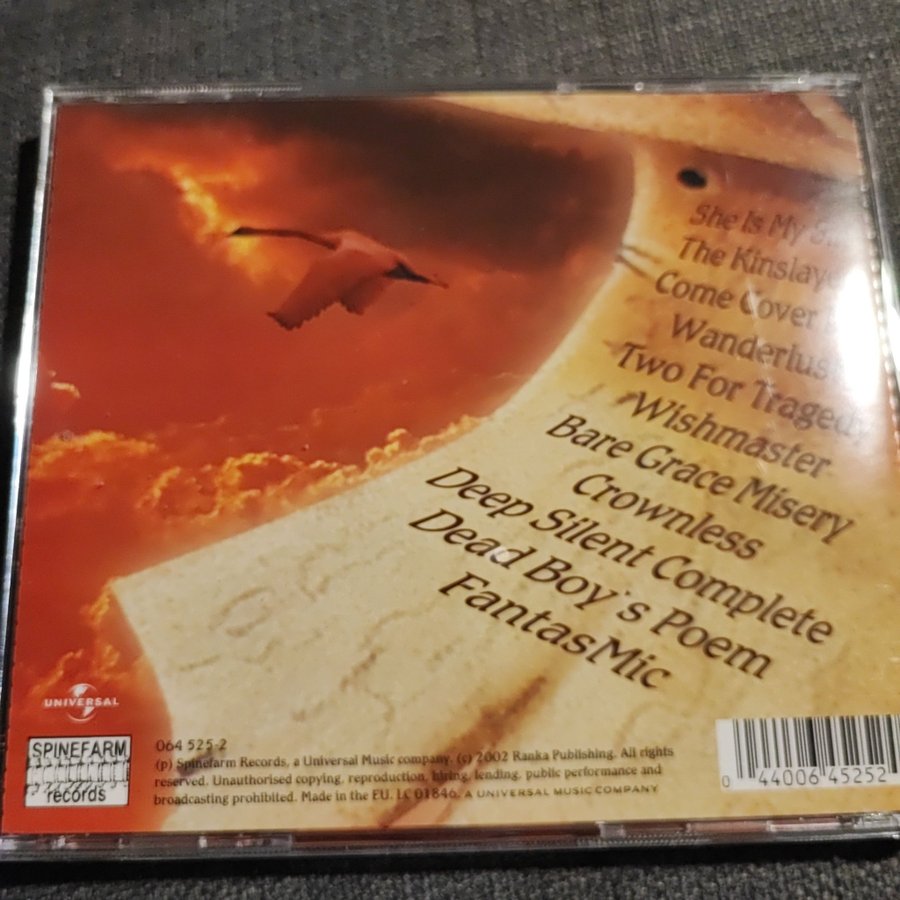 She Is My
The Kinslaye
Come Cover
Wanderlust
Two For Tragedy
Wishmaster
Bare Grace Misery
Crownless
Deep Silent Complete
Dead Boy's Poem
FantasMic
UNIVERSAL
SPINEFARM
records
064 525-2
(p) Spinefarm Records, a Universal Music company. (c) 2002 Ranka Publishing. All rights
reserved. Unauthorised copying, reproduction, hiring, lending, public performance and
broadcasting prohibited. Made in the EU. LC 01846. A UNIVERSAL MUSIC COMPANY
0 44006 45252